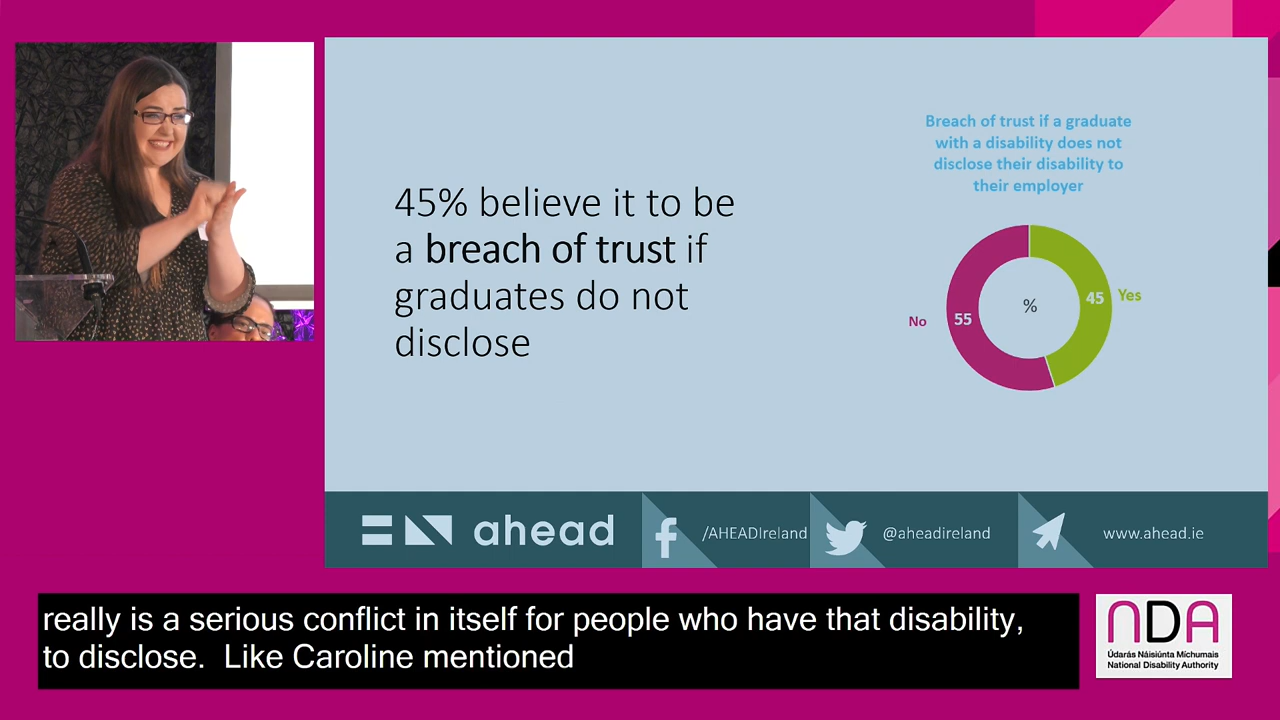 45% believe it to be
a breach of trust if
graduates do not
disclose
Breach of trust if a graduate
with a disability does not
disclose their disability to
their employer
%
45
Yes
No
55
ahead
/AHEADIreland
@aheadireland
www.ahead.ie
really is a serious conflict in itself for people who have that disability,
to disclose.  Like Caroline mentioned
NDA
Údarás Náisiúnta Míchumais
National Disability Authority